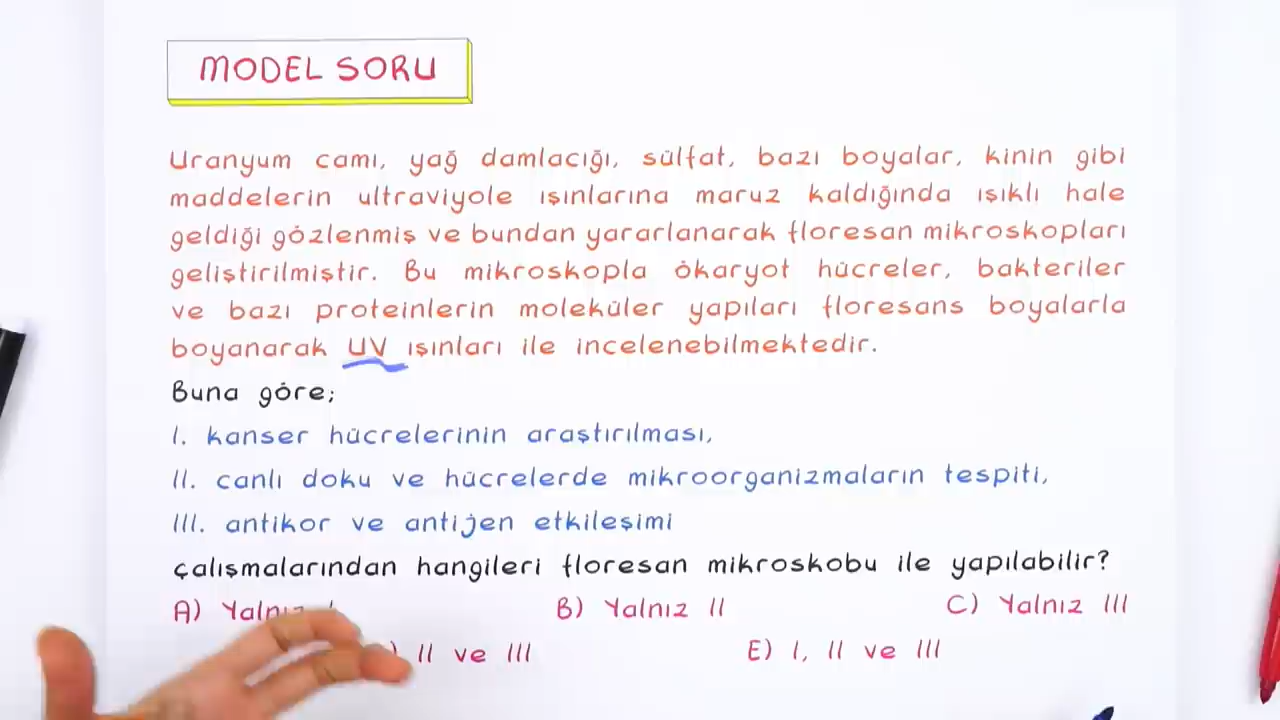 MODEL SORU
Uranyum camı, yağ damlacığı, sülfat, bazı boyalar, kinin gibi
maddelerin ultraviyole ışınlarına maruz kaldığında ışıklı hale
geldiği gözlenmiş ve bundan yararlanarak floresan mikroskopları
geliştirilmiştir. Bu mikroskopla ökaryot hücreler, bakteriler
ve bazı proteinlerin moleküler yapıları floresans boyalarla
boyanarak UV ışınları ile incelenebilmektedir.
Buna göre;
I. kanser hücrelerinin araştırılması,
II. canlı doku ve hücrelerde mikroorganizmaların tespiti,
III. antikor ve antijen etkileşimi
çalışmalarından hangileri floresan mikroskobu ile yapılabilir?
A) Yalnız B) Yalnız II C) Yalnız III
) II ve III E) I, II ve III